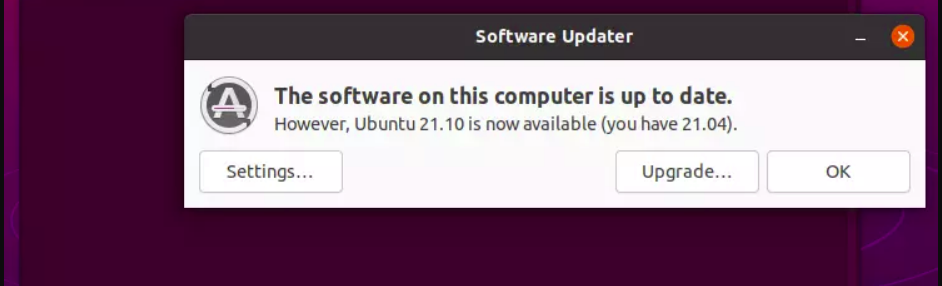 Software Updater
The software on this computer is up to date.
However, Ubuntu 21.10 is now available (you have 21.04).
Settings...
Upgrade...
OK